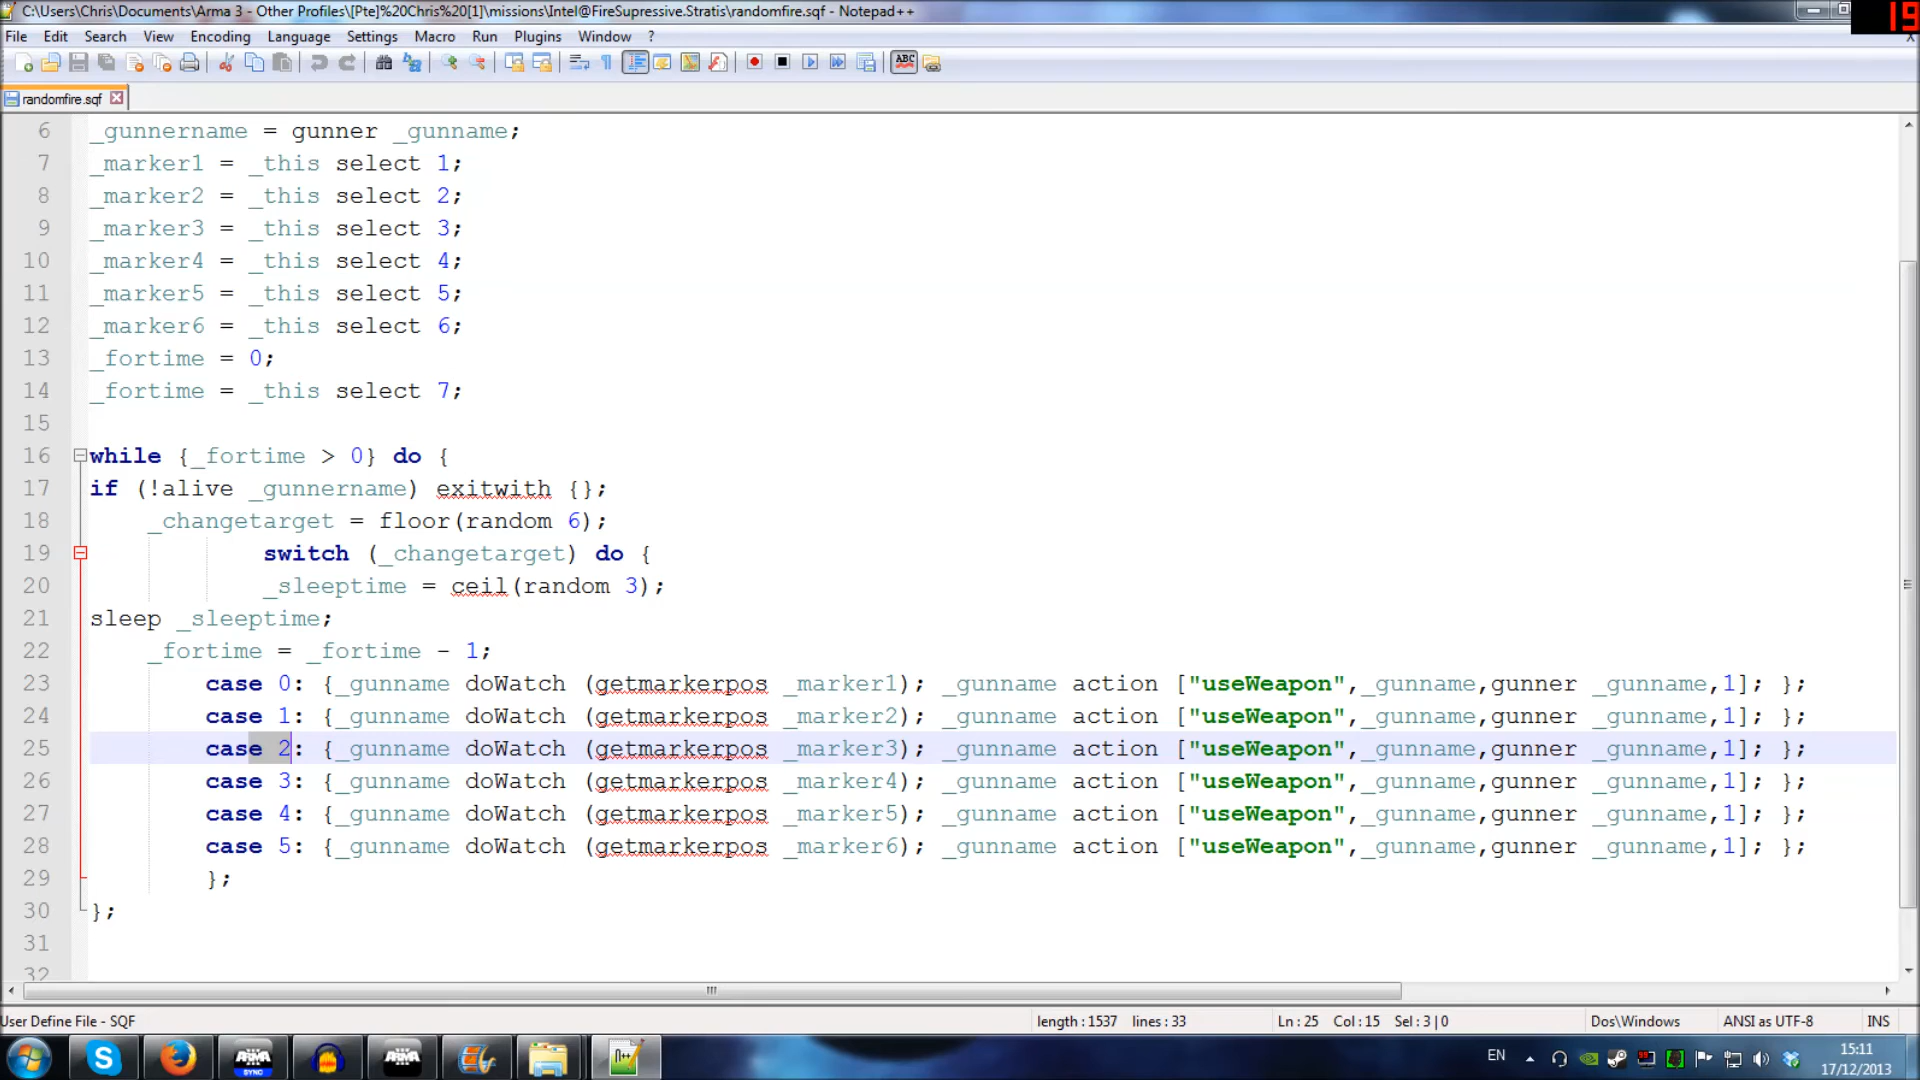 C:\Users\Chris\Documents\Arma 3 - Other Profiles\[Pte]%20Chris%20[1]\missions\Intel@FireSupressive.Stratis\randomfire.sqf - Notepad++
19
File Edit Search View Encoding Language Settings Macro Run Plugins Window ?
randomfire.sqf
6 _gunnername = gunner _gunname;
7 _marker1 = _this select 1;
8 _marker2 = _this select 2;
9 _marker3 = _this select 3;
10 _marker4 = _this select 4;
11 _marker5 = _this select 5;
12 _marker6 = _this select 6;
13 _fortime = 0;
14 _fortime = _this select 7;
15
16 while {_fortime > 0} do {
17 if (!alive _gunnername) exitwith {};
18 _changetarget = floor(random 6);
19 switch (_changetarget) do {
20 _sleeptime = ceil(random 3);
21 sleep _sleeptime;
22 _fortime = _fortime - 1;
23 case 0: {_gunname doWatch (getmarkerpos _marker1); _gunname action ["useWeapon",_gunname,gunner _gunname,1]; };
24 case 1: {_gunname doWatch (getmarkerpos _marker2); _gunname action ["useWeapon",_gunname,gunner _gunname,1]; };
25 case 2: {_gunname doWatch (getmarkerpos _marker3); _gunname action ["useWeapon",_gunname,gunner _gunname,1]; };
26 case 3: {_gunname doWatch (getmarkerpos _marker4); _gunname action ["useWeapon",_gunname,gunner _gunname,1]; };
27 case 4: {_gunname doWatch (getmarkerpos _marker5); _gunname action ["useWeapon",_gunname,gunner _gunname,1]; };
28 case 5: {_gunname doWatch (getmarkerpos _marker6); _gunname action ["useWeapon",_gunname,gunner _gunname,1]; };
29 };
30 };
31
32
User Define File - SQF length : 1537 lines : 33 Ln : 25 Col : 15 Sel : 3 | 0 Dos\Windows ANSI as UTF-8 INS
EN 15:11
17/12/2013